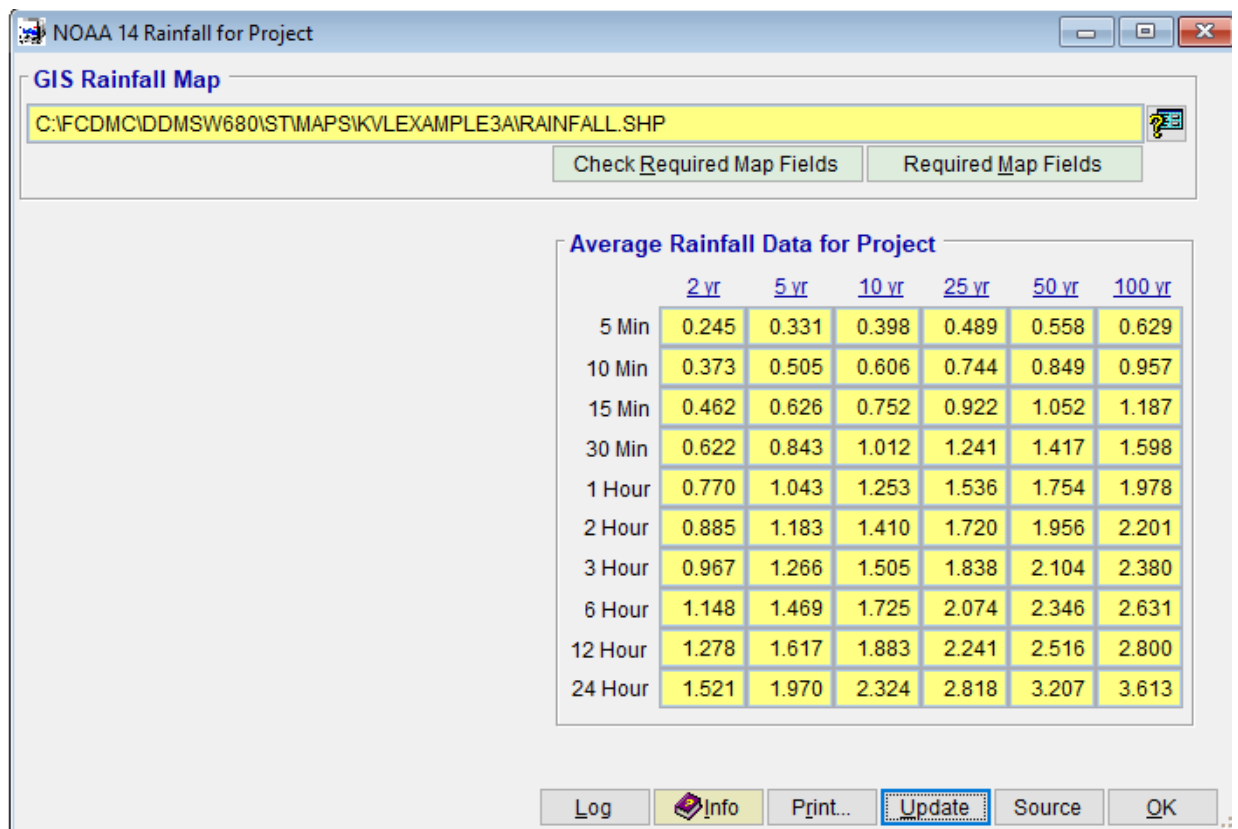 NOAA 14 Rainfall for Project
GIS Rainfall Map
C:\FCDMC\DDMSW680\ST\MAPS\KVLEXAMPLE3A\RAINFALL.SHP
Check Required Map Fields Required Map Fields
Average Rainfall Data for Project
2 yr 5 yr 10 yr 25 yr 50 yr 100 yr
5 Min 0.245 0.331 0.398 0.489 0.558 0.629
10 Min 0.373 0.505 0.606 0.744 0.849 0.957
15 Min 0.462 0.626 0.752 0.922 1.052 1.187
30 Min 0.622 0.843 1.012 1.241 1.417 1.598
1 Hour 0.770 1.043 1.253 1.536 1.754 1.978
2 Hour 0.885 1.183 1.410 1.720 1.956 2.201
3 Hour 0.967 1.266 1.505 1.838 2.104 2.380
6 Hour 1.148 1.469 1.725 2.074 2.346 2.631
12 Hour 1.278 1.617 1.883 2.241 2.516 2.800
24 Hour 1.521 1.970 2.324 2.818 3.207 3.613
Log Info Print... Update Source OK